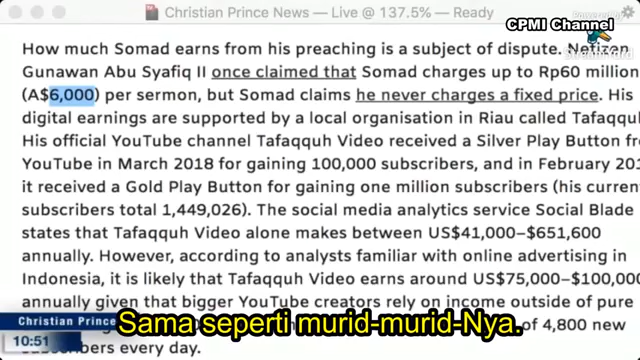 Christian Prince News — Live @ 137.5% — Ready
CPMI Channel
How much Somad earns from his preaching is a subject of dispute. Netizen
Gunawan Abu Syafiq II once claimed that Somad charges up to Rp60 million
(A$6,000) per sermon, but Somad claims he never charges a fixed price. His
digital earnings are supported by a local organisation in Riau called Tafaqquh
His official YouTube channel Tafaqquh Video received a Silver Play Button fro
YouTube in March 2018 for gaining 100,000 subscribers, and in February 201
it received a Gold Play Button for gaining one million subscribers (his curren
subscribers total 1,449,026). The social media analytics service Social Blade
states that Tafaqquh Video alone makes between US$41,000–$651,600
annually. However, according to analysts familiar with online advertising in
Indonesia, it is likely that Tafaqquh Video earns around US$75,000–$100,000
annually given that bigger YouTube creators rely on income outside of pure
Christian Prince
of 4,800 new
Sama seperti murid-murid-Nya.
10:51
scribers every day.